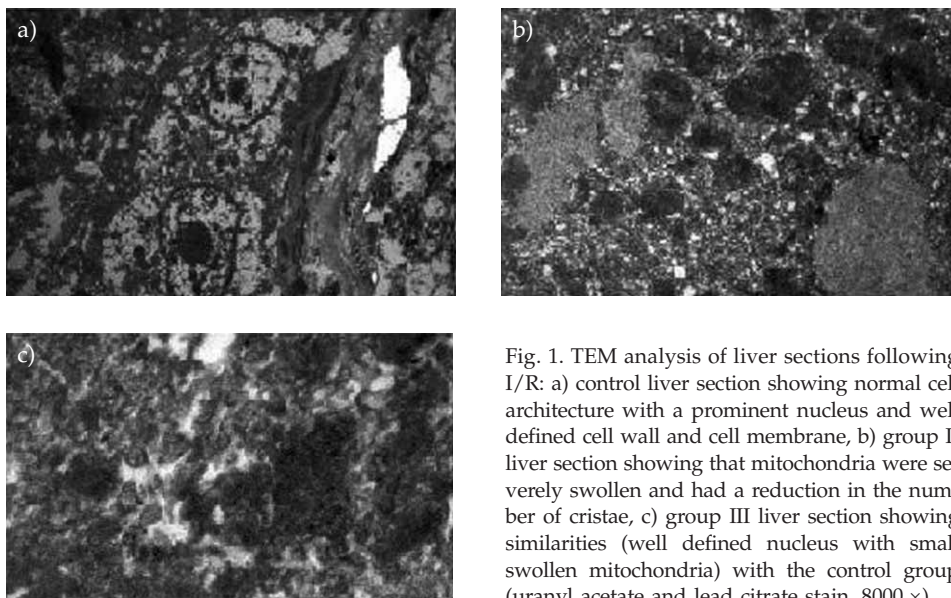 a)
b)
c)
Fig. 1. TEM analysis of liver sections following
I/R: a) control liver section showing normal cel
architecture with a prominent nucleus and wel
defined cell wall and cell membrane, b) group I
liver section showing that mitochondria were se
verely swollen and had a reduction in the num
ber of cristae, c) group III liver section showing
similarities (well defined nucleus with smal
swollen mitochondria) with the control group
(uranyl acetate and lead citrate stain, 8000 ×)